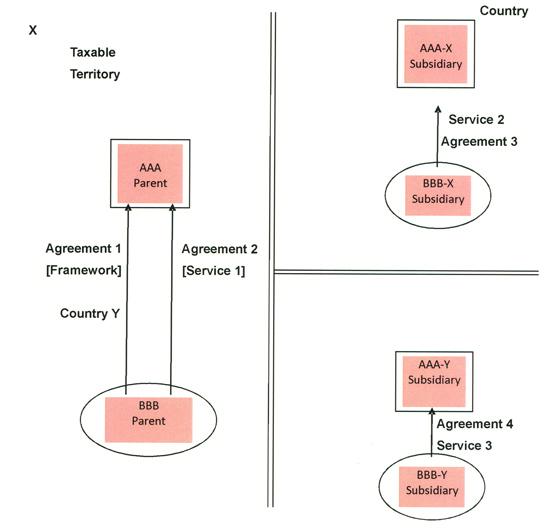 Country
X
Taxable
Territory
AAA-X
Subsidiary
Service 2
Agreement 3
BBB-X
Subsidiary
AAA
Parent
Agreement 1
[Framework]
Agreement 2
[Service 1]
Country Y
BBB
Parent
AAA-Y
Subsidiary
Agreement 4
Service 3
BBB-Y
Subsidiary